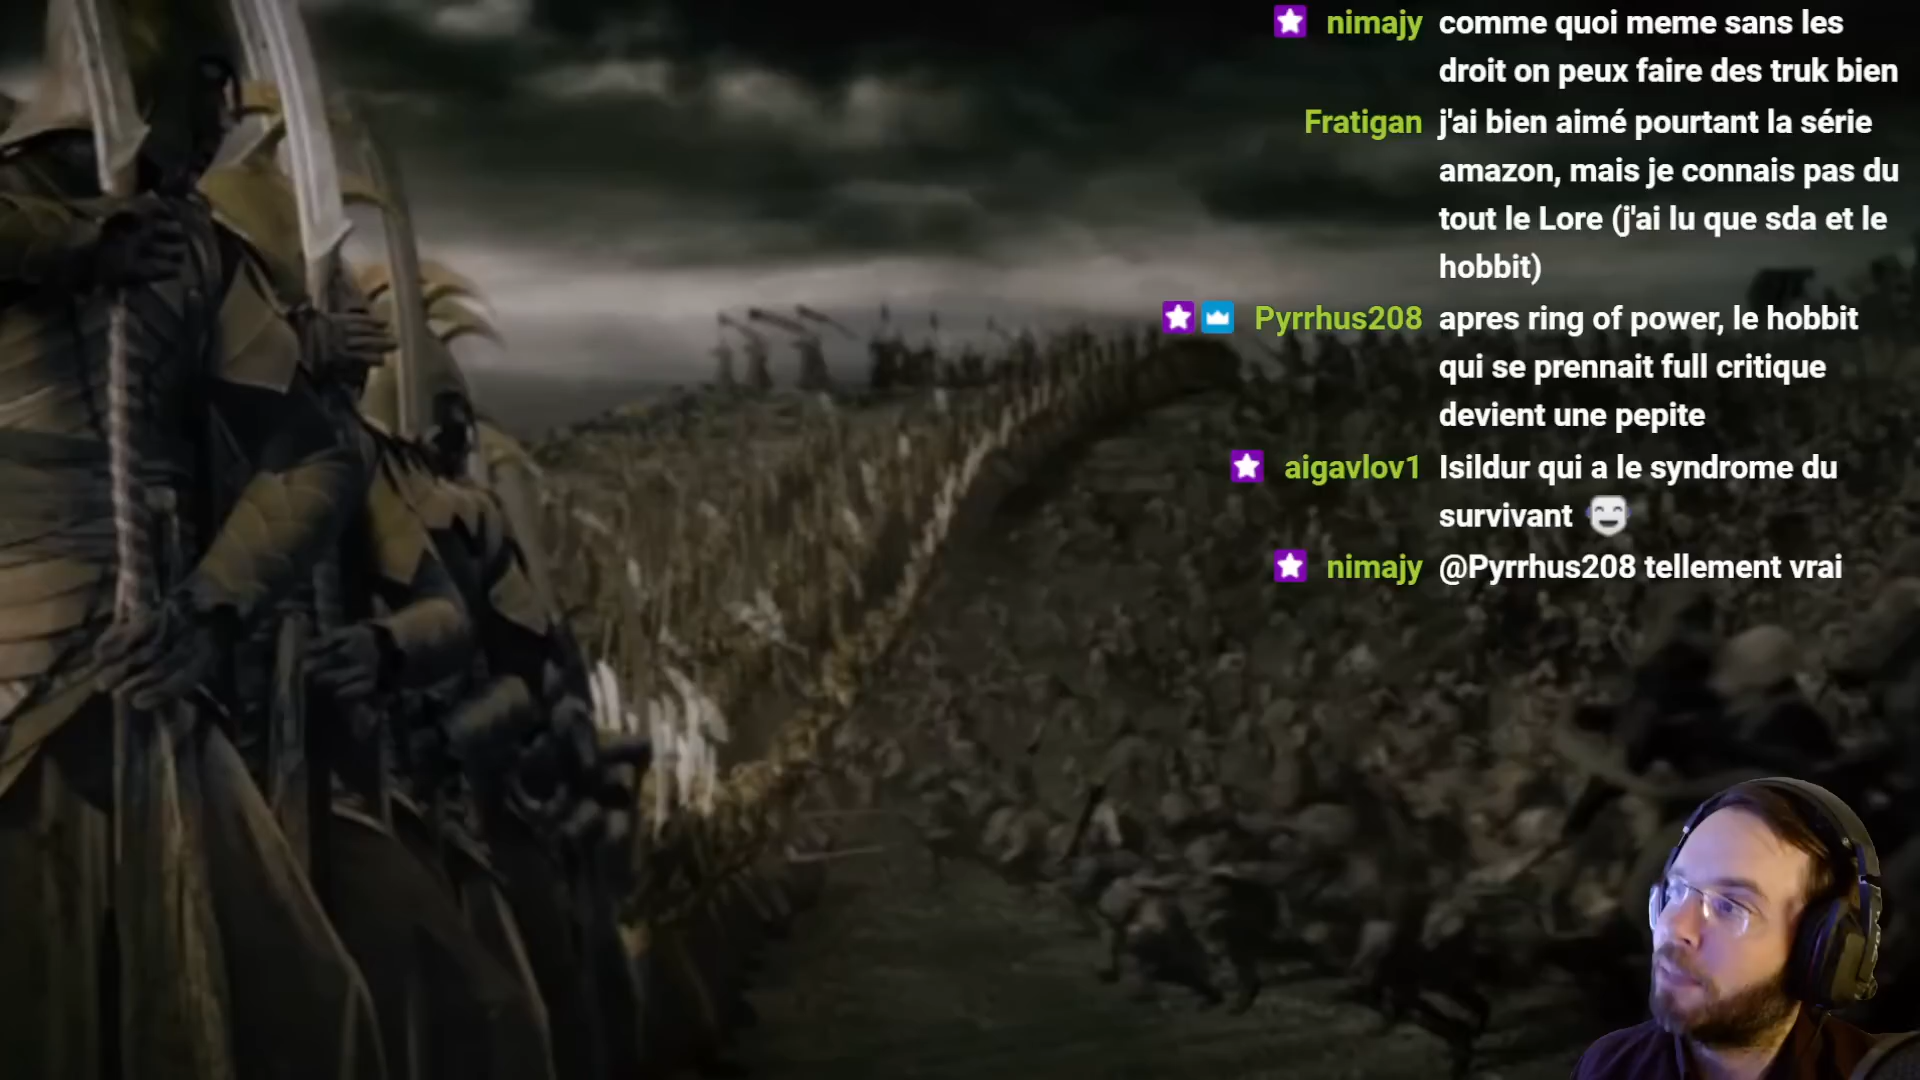 nimajy comme quoi meme sans les
droit on peux faire des truk bien
Fratigan j'ai bien aimé pourtant la série
amazon, mais je connais pas du
tout le Lore (j'ai lu que sda et le
hobbit)
Pyrrhus208 apres ring of power, le hobbit
qui se prennait full critique
devient une pepite
aigavlov1 Isildur qui a le syndrome du
survivant
nimajy @Pyrrhus208 tellement vrai